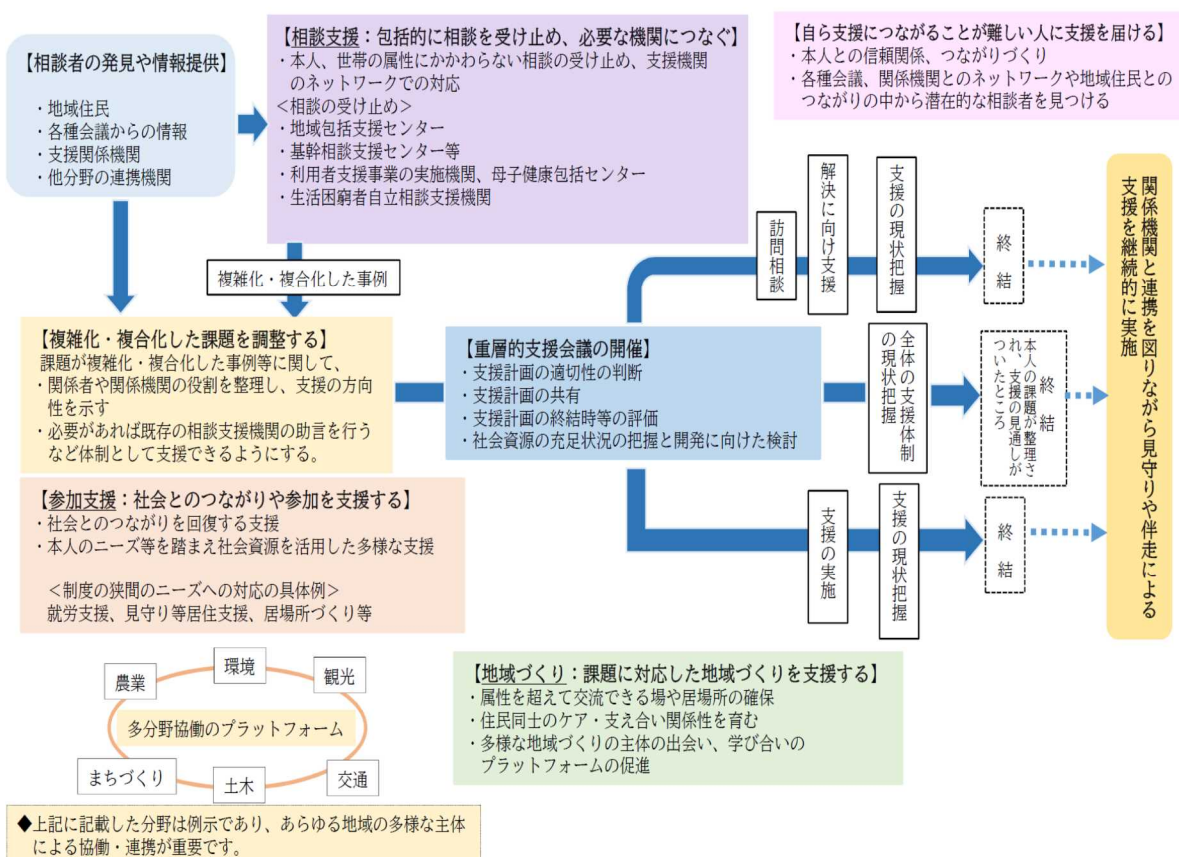 【相談者の発見や情報提供】
・地域住民
・各種会議からの情報
・支援関係機関
・他分野の連携機関
【相談支援：包括的に相談を受け止め、必要な機関につなぐ】
・本人、世帯の属性にかかわらない相談の受け止め、支援機関
のネットワークでの対応
＜相談の受け止め＞
・地域包括支援センター
・基幹相談支援センター等
・利用者支援事業の実施機関、母子健康包括センター
・生活困窮者自立相談支援機関
【自ら支援につながることが難しい人に支援を届ける】
・本人との信頼関係、つながりづくり
・各種会議、関係機関とのネットワークや地域住民との
つながりの中から潜在的な相談者を見つける
複雑化・複合化した事例
【複雑化・複合化した課題を調整する】
課題が複雑化・複合化した事例等に関して、
・関係者や関係機関の役割を整理し、支援の方向
性を示す
・必要があれば既存の相談支援機関の助言を行う
など体制として支援できるようにする。
【重層的支援会議の開催】
・支援計画の適切性の判断
・支援計画の共有
・支援計画の終結時等の評価
・社会資源の充足状況の把握と開発に向けた検討
訪問相談
解決に向け支援
支援の現状把握
終結
全体の支援体制
の現状把握
終結
本人の課題が整理さ
れ、支援の見通しが
ついたところ
支援の実施
支援の現状把握
終結
関係機関と連携を図りながら見守りや伴走による
支援を継続的に実施
【参加支援：社会とのつながりや参加を支援する】
・社会とのつながりを回復する支援
・本人のニーズ等を踏まえ社会資源を活用した多様な支援
＜制度の狭間のニーズへの対応の具体例＞
就労支援、見守り等居住支援、居場所づくり等
【地域づくり：課題に対応した地域づくりを支援する】
・属性を超えて交流できる場や居場所の確保
・住民同士のケア・支え合い関係性を育む
・多様な地域づくりの主体の出会い、学び合いの
プラットフォームの促進
農業
環境
観光
多分野協働のプラットフォーム
まちづくり
土木
交通
◆上記に記載した分野は例示であり、あらゆる地域の多様な主体
による協働・連携が重要です。